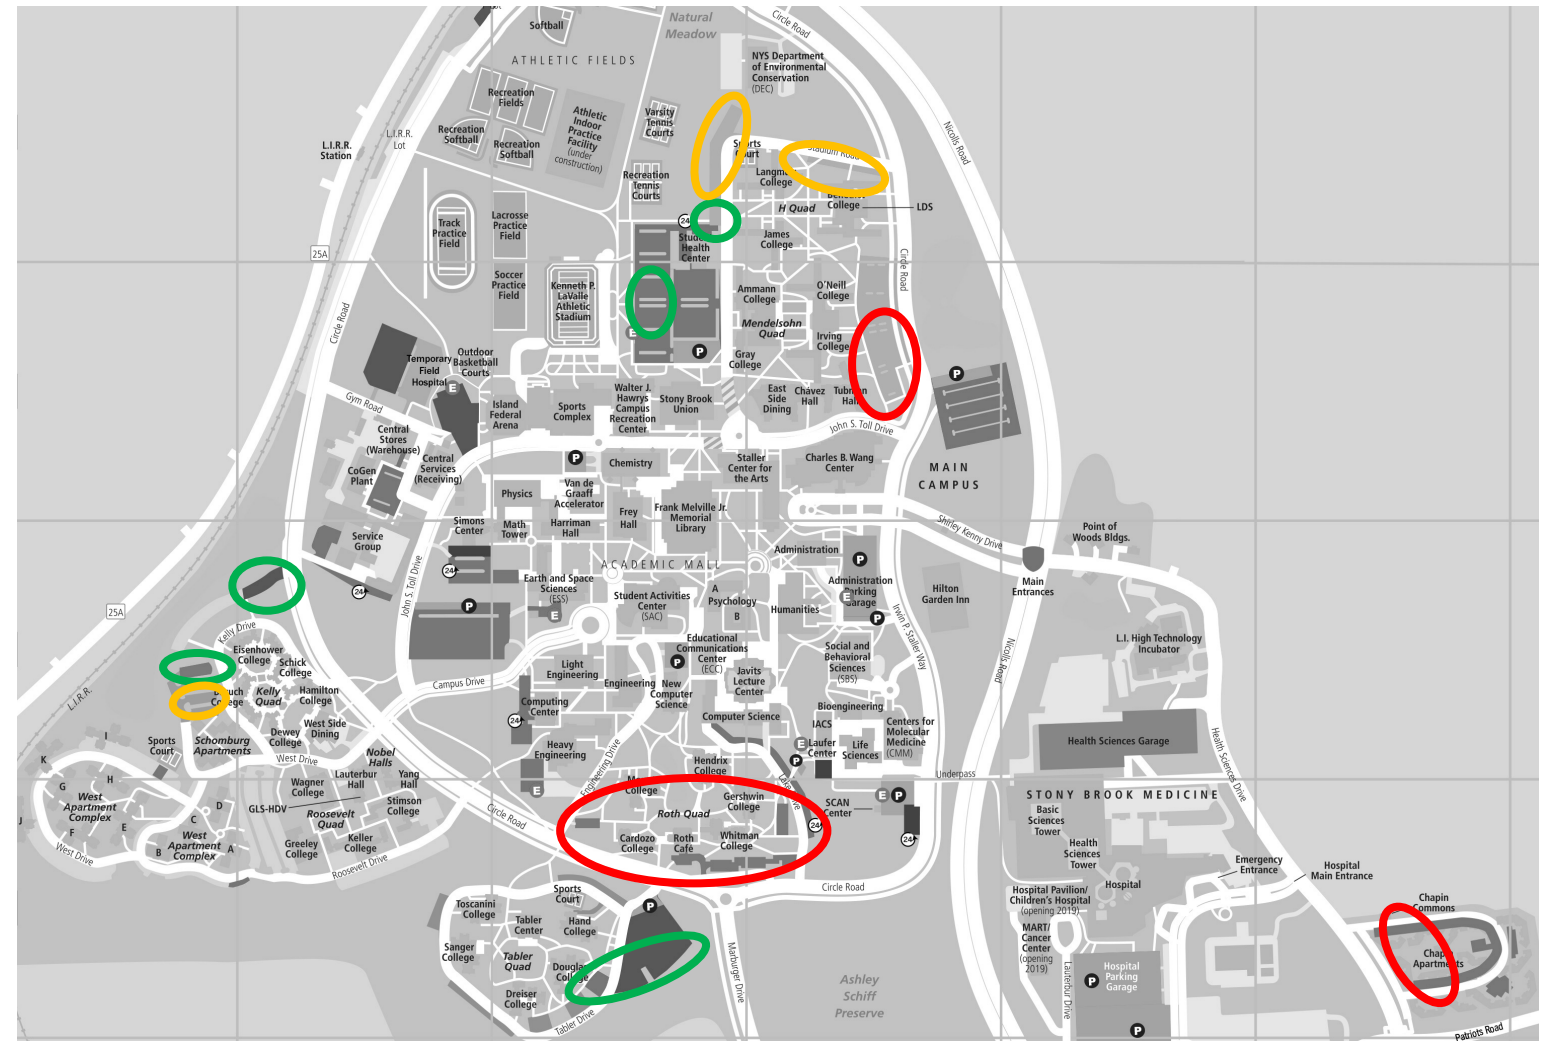 Softball
Natural
Meadow
Circle Road
ATHLETIC FIELDS
NYS Department
of Environmental
Conservation
(DEC)
Recreation
Fields
Athletic
Indoor
Practice
Facility
(under
construction)
Varsity
Tennis
Courts
L.I.R.R.
Lot
Recreation
Softball
Recreation
Softball
L.I.R.R.
Station
Sports
Court
Stadium Road
Nicolls Road
Langmuir
College
Recreation
Tennis
Courts
H Quad
Benedict
College
LDS
Lacrosse
Practice
Field
Track
Practice
Field
24
Student
Health
Center
James
College
25A
Circle Road
Soccer
Practice
Field
Kenneth P.
LaValle
Athletic
Stadium
Ammann
College
O'Neill
College
Circle Road
Mendelsohn
Quad
E
Irving
College
P
Gray
College
Temporary
Field
Hospital
Outdoor
Basketball
Courts
E
P
Gym Road
Island
Federal
Arena
Sports
Complex
Walter J.
Hawrys
Campus
Recreation
Center
Stony Brook
Union
East
Side
Dining
Chávez
Hall
Tubman
Hall
John S. Toll Drive
Central
Stores
(Warehouse)
Central
Services
(Receiving)
CoGen
Plant
P
Chemistry
Staller
Center for
the Arts
Charles B. Wang
Center
MAIN
CAMPUS
Physics
Van de
Graaff
Accelerator
Simons
Center
Math
Tower
Harriman
Hall
Frey
Hall
Frank Melville Jr.
Memorial
Library
Shirley Kenny Drive
Point of
Woods Bldgs.
Service
Group
24
24
ACADEMIC MALL
Administration
P
Main
Entrances
John S. Toll Drive
Earth and Space
Sciences
(ESS)
E
P
Student Activities
Center
(SAC)
A
Psychology
B
Humanities
Administration
Parking
Garage
E
P
Hilton
Garden Inn
25A
Kelly Drive
Eisenhower
College
Schick
College
Educational
Communications
Center
(ECC)
P
Social and
Behavioral
Sciences
(SBS)
Irvin P. Staller Way
Nicolls Road
L.I. High Technology
Incubator
Light
Engineering
Engineering
New
Computer
Science
Javits
Lecture
Center
L.I.R.R.
Baruch
College
Kelly
Quad
Hamilton
College
Campus Drive
Computing
Center
24
Computer Science
Bioengineering
IACS
Centers for
Molecular
Medicine
(CMM)
Sports
Court
Schomburg
Apartments
Dewey
College
West Side
Dining
Heavy
Engineering
E
Engineering Drive
E
Laufer
Center
P
Life
Sciences
Health Sciences Garage
Health Sciences Drive
West Drive
Nobel
Halls
Hendrix
College
Underpass
I
K
H
G
West
Apartment
Complex
J
F
E
D
C
B
A
West
Apartment
Complex
West Drive
Wagner
College
Lauterbur
Hall
Yang
Hall
GLS-HDV
Roosevelt
Quad
Stimson
College
Greeley
College
Keller
College
Roosevelt Drive
Circle Road
College
Gershwin
College
Roth Quad
Cardozo
College
Roth
Café
Whitman
College
Lake Drive
24
SCAN
Center
E
P
24
STONY BROOK MEDICINE
Basic
Sciences
Tower
Health
Sciences
Tower
Hospital
Emergency
Entrance
Hospital
Main Entrance
Circle Road
Sports
Court
P
Toscanini
College
Tabler
Center
Hand
College
Sanger
College
Tabler
Quad
Douglass
College
Dreiser
College
Tabler Drive
Marburger Drive
Ashley
Schiff
Preserve
Hospital Pavilion/
Children's Hospital
(opening 2019)
MART/
Cancer
Center
(opening
2019)
Lauterbur Drive
Hospital
Parking
Garage
P
P
Chapin
Commons
Chapin
Apartments
Patriots Road